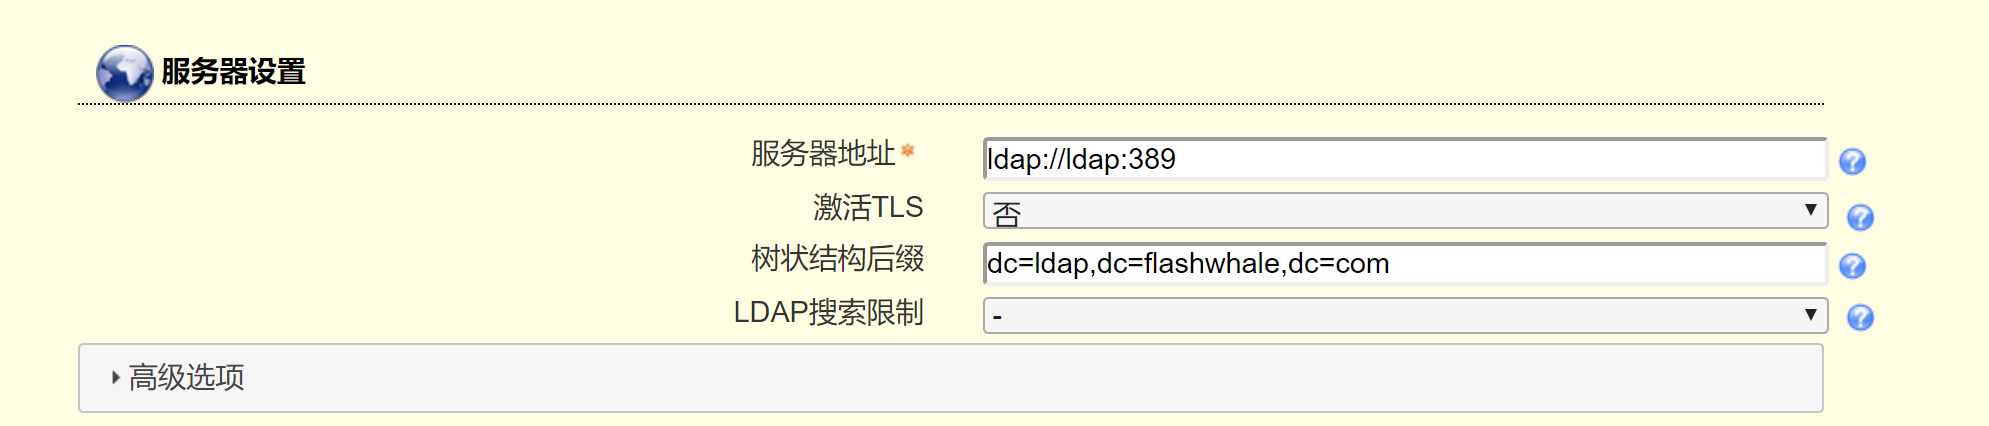 服务器设置
服务器地址* ldap://ldap:389
激活TLS 否
树状结构后缀 dc=ldap,dc=flashwhale,dc=com
LDAP搜索限制 -
高级选项